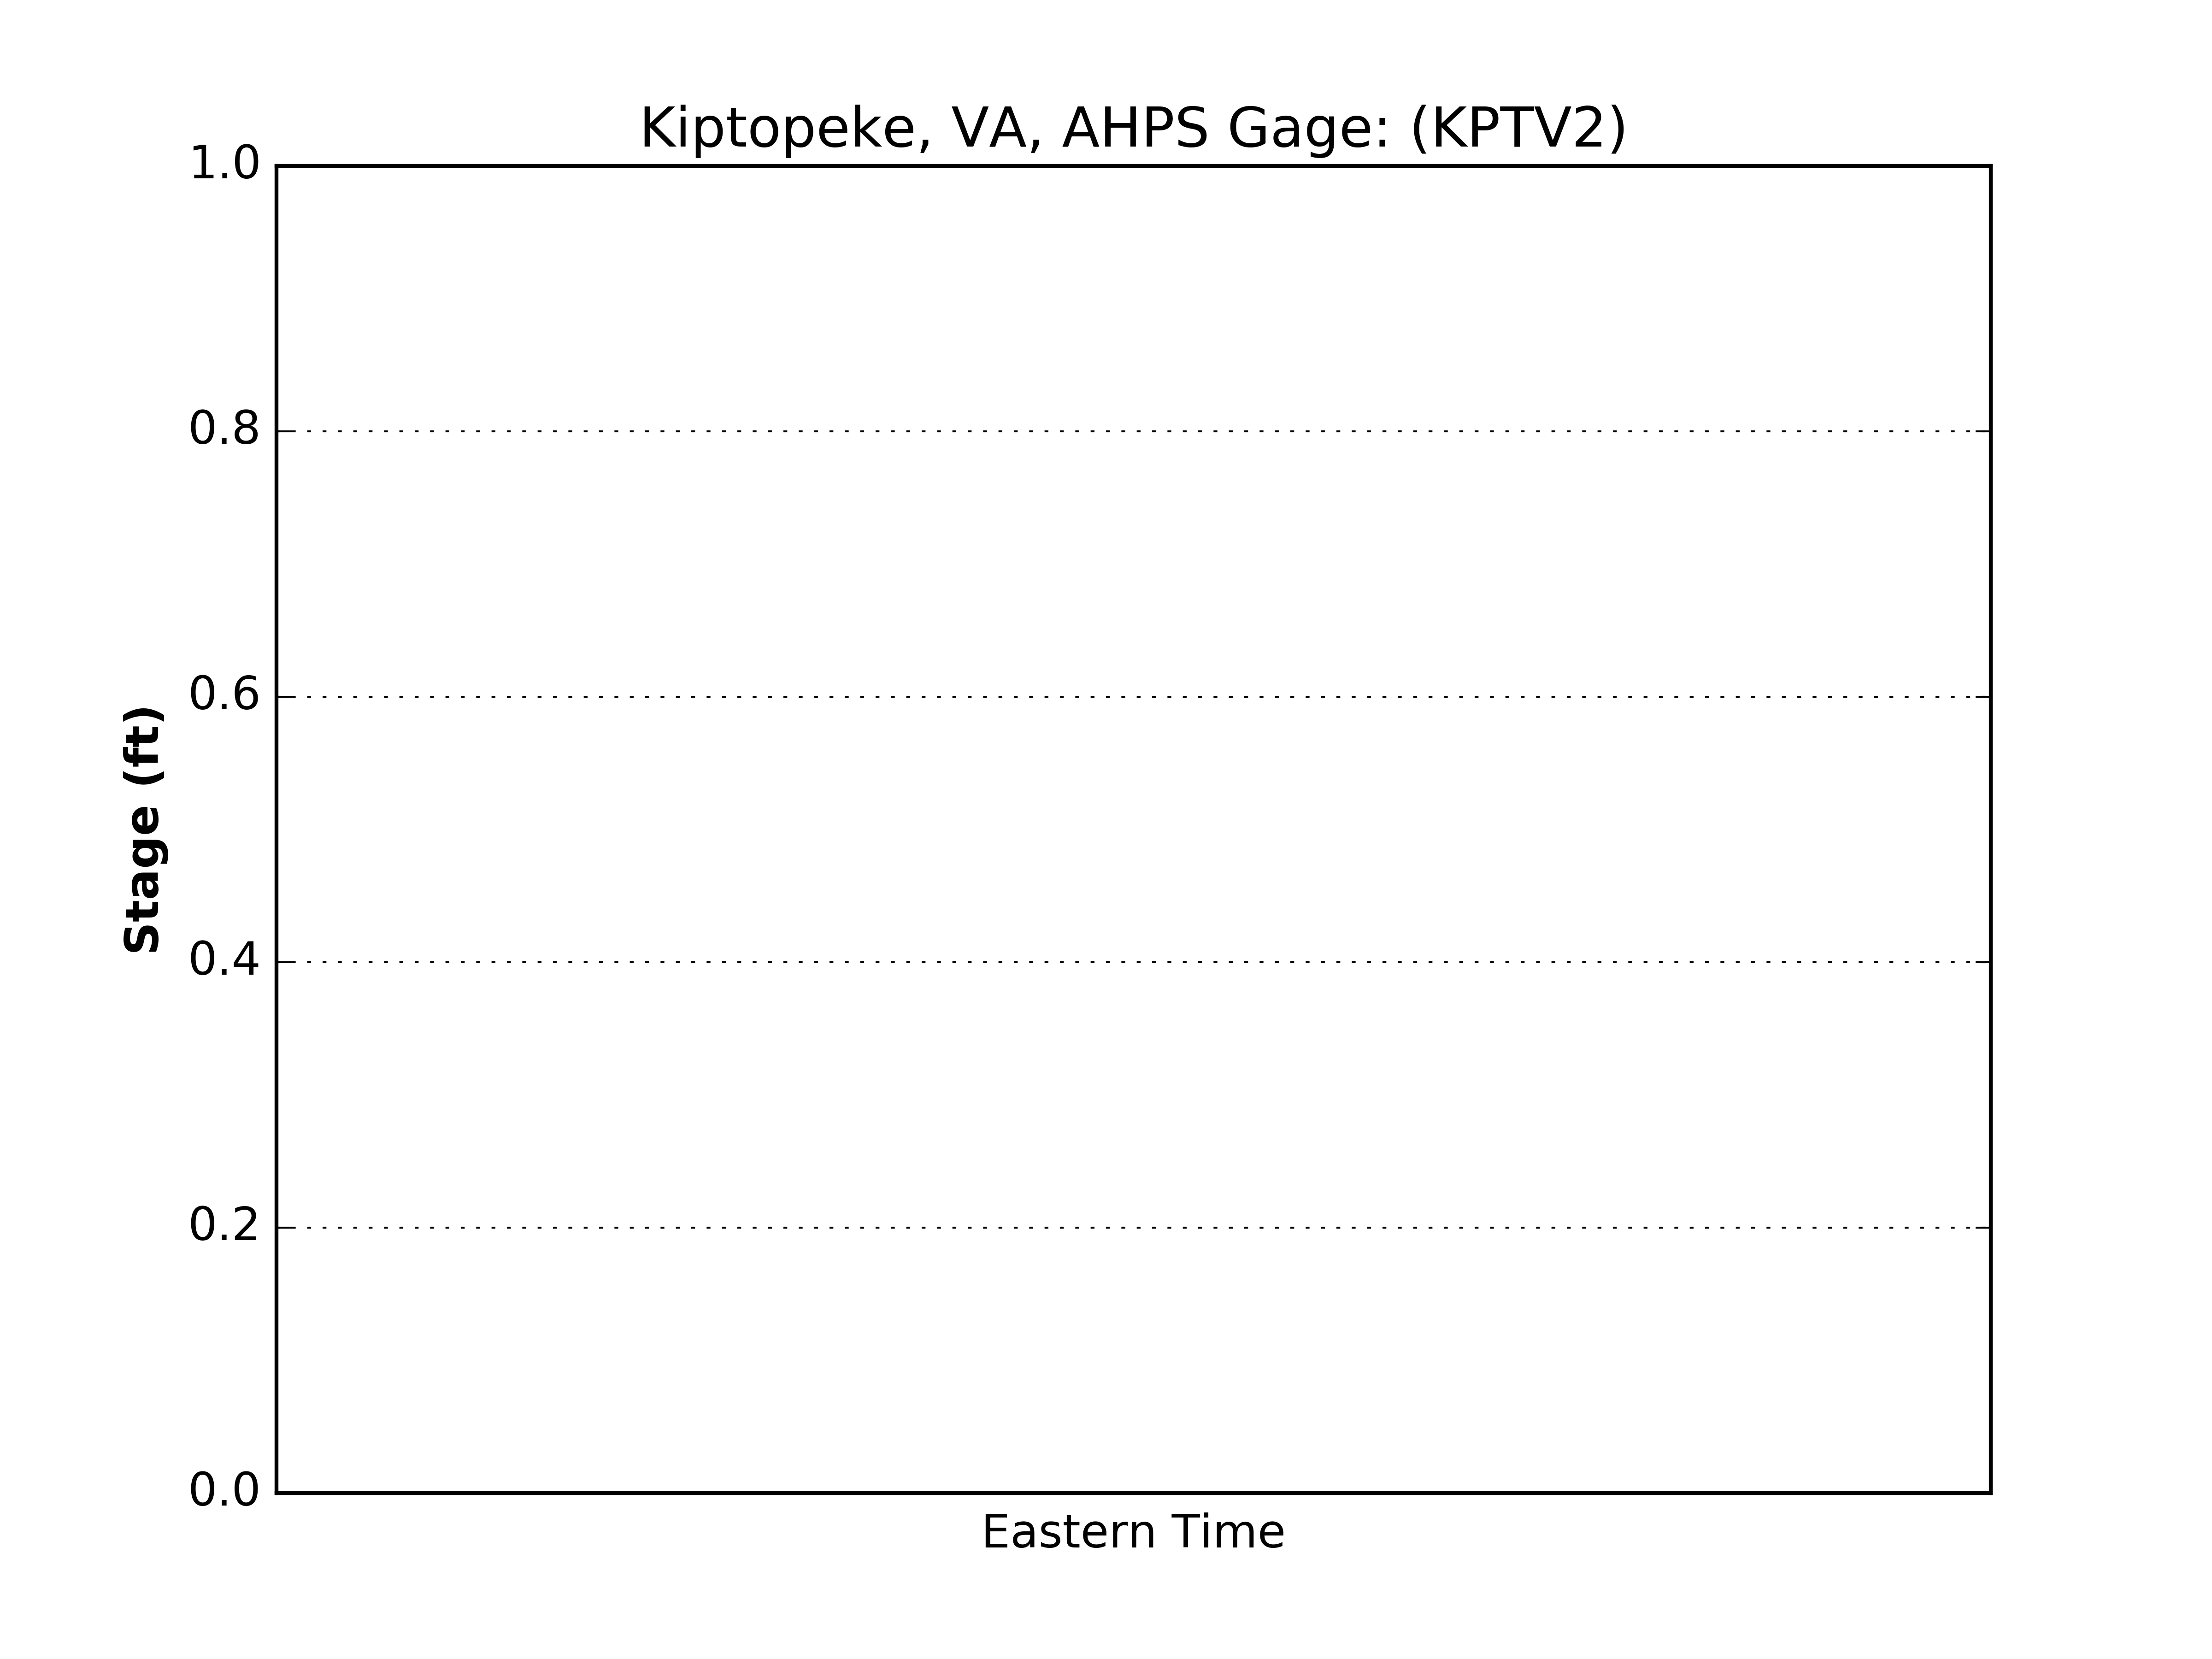 Kiptopeke, VA, AHPS Gage: (KPTV2)
1.0
0.8
0.6
0.4
0.2
0.0
Stage (ft)
Eastern Time